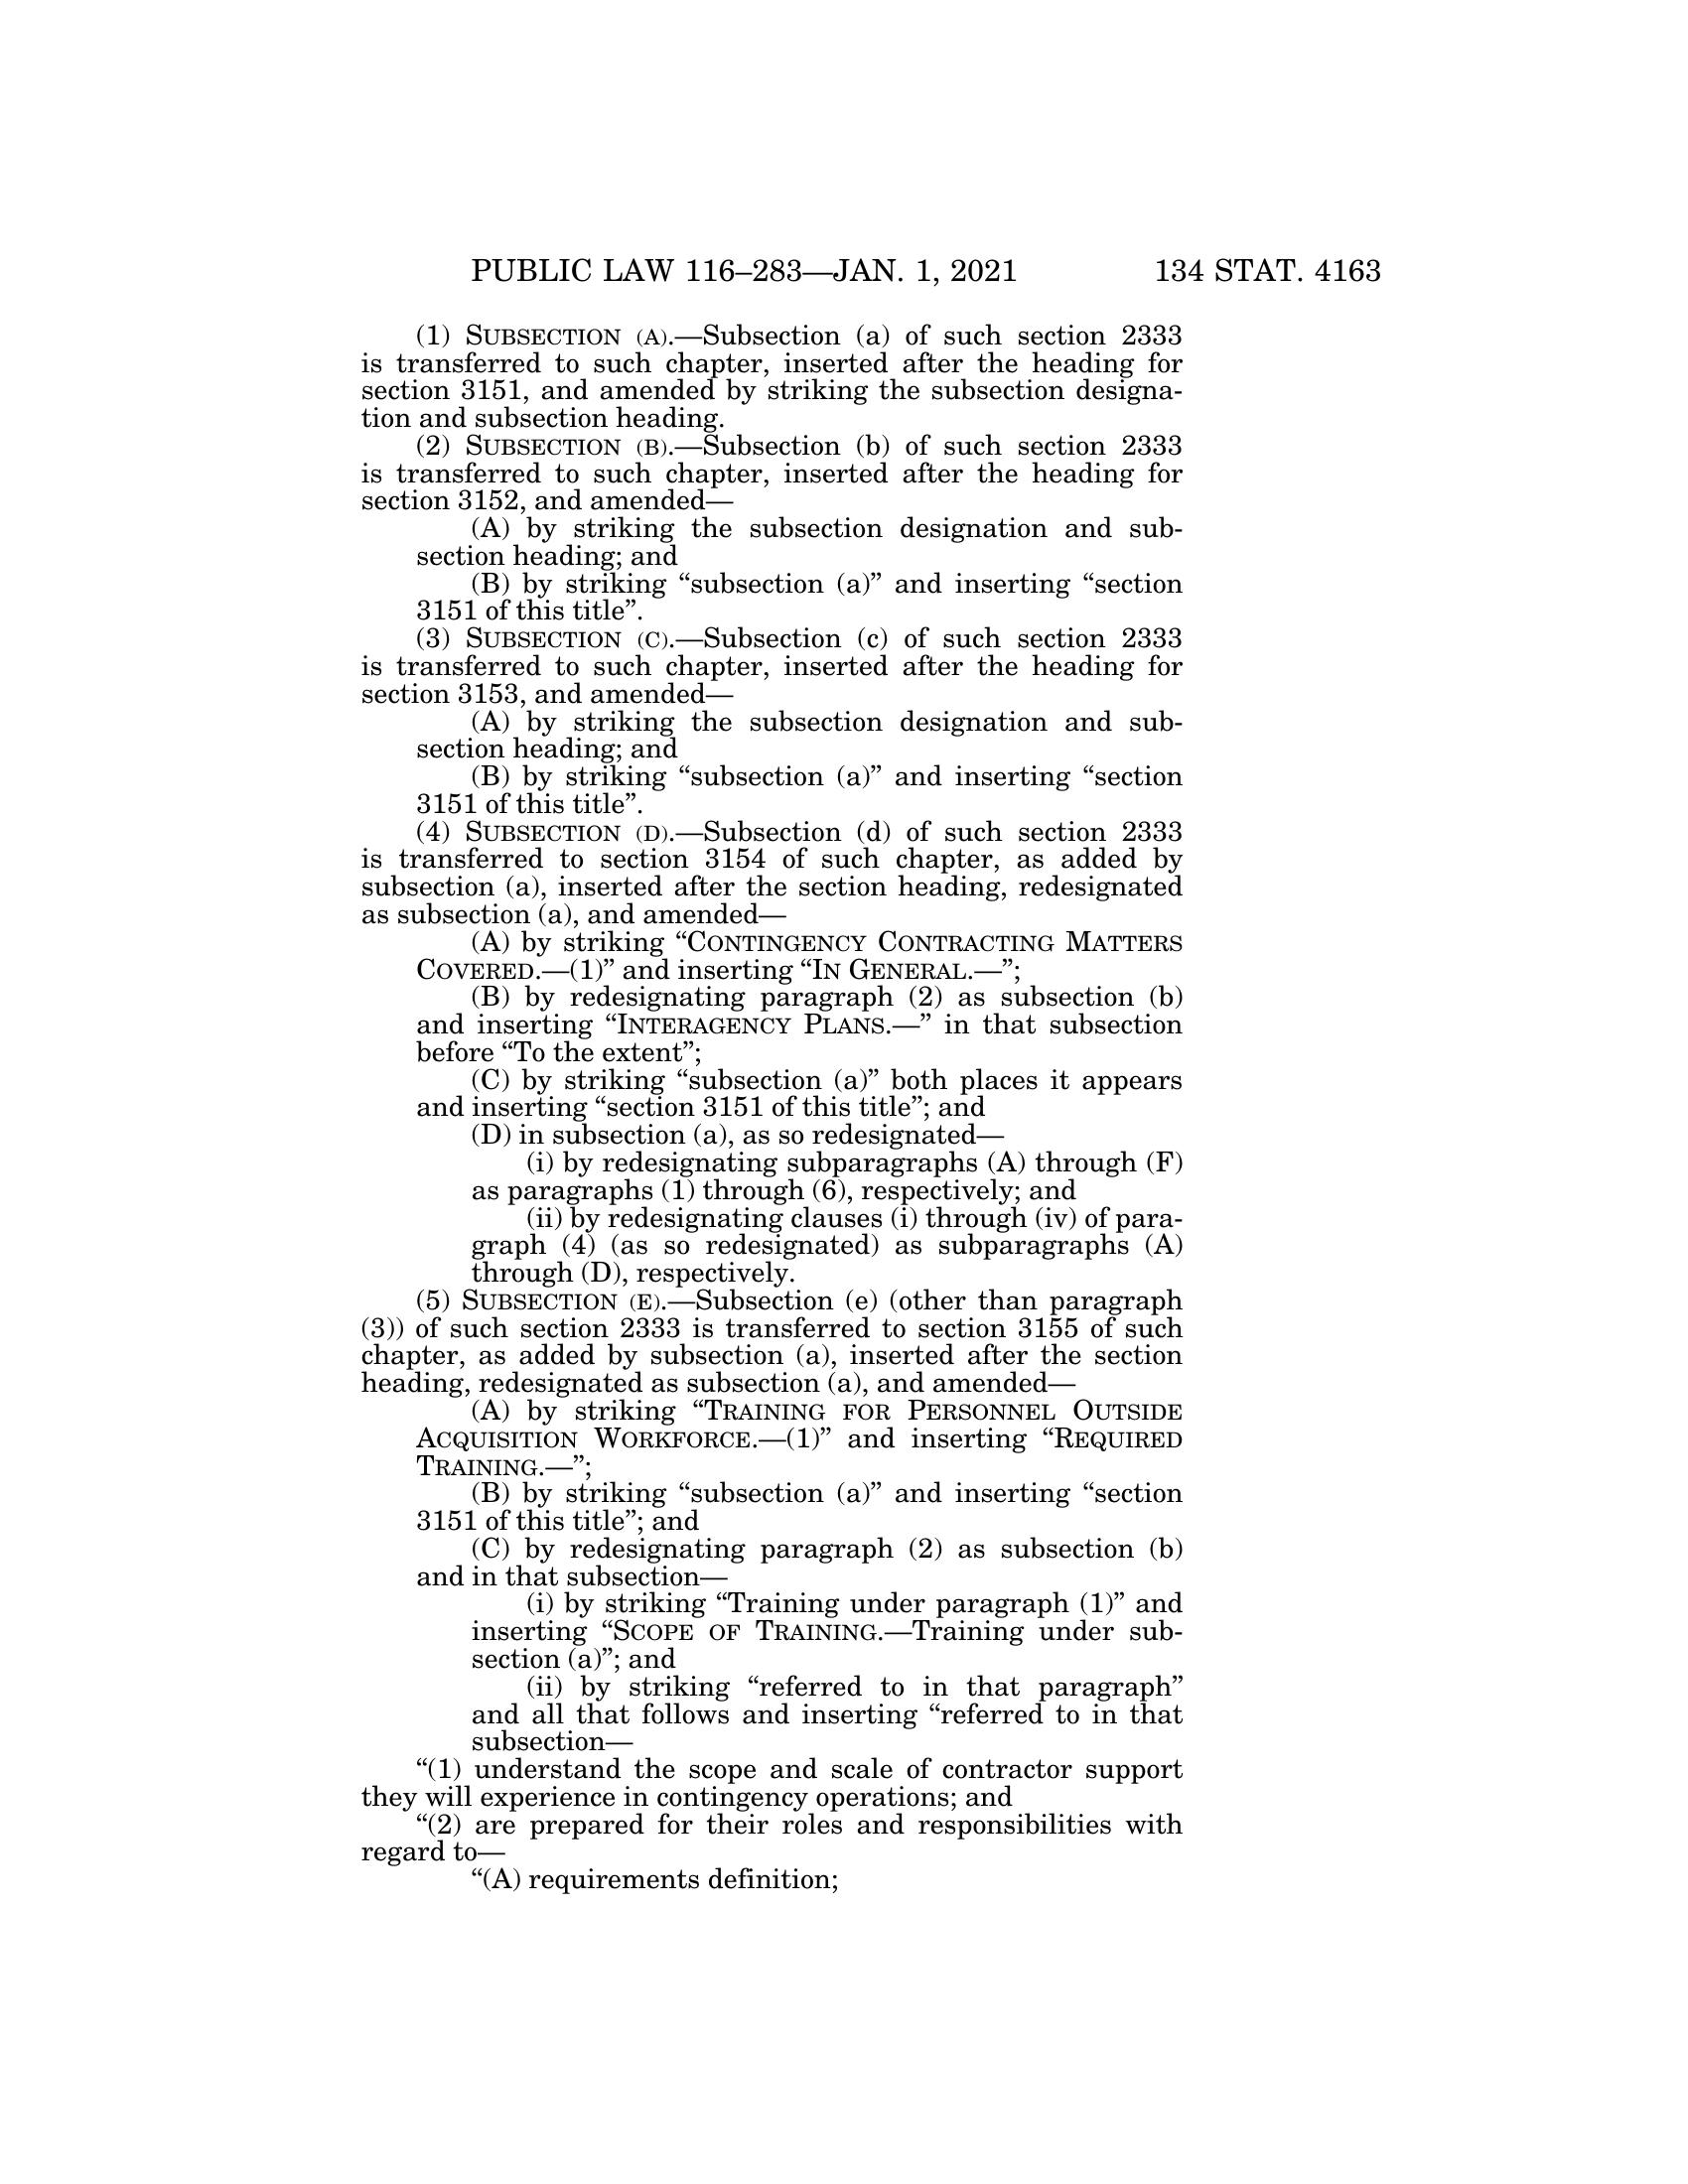 PUBLIC LAW 116–283—JAN. 1, 2021 134 STAT. 4163
(1) SUBSECTION (A).—Subsection (a) of such section 2333
is transferred to such chapter, inserted after the heading for
section 3151, and amended by striking the subsection designa-
tion and subsection heading.
(2) SUBSECTION (B).—Subsection (b) of such section 2333
is transferred to such chapter, inserted after the heading for
section 3152, and amended—
(A) by striking the subsection designation and sub-
section heading; and
(B) by striking “subsection (a)” and inserting “section
3151 of this title”.
(3) SUBSECTION (C).—Subsection (c) of such section 2333
is transferred to such chapter, inserted after the heading for
section 3153, and amended—
(A) by striking the subsection designation and sub-
section heading; and
(B) by striking “subsection (a)” and inserting “section
3151 of this title”.
(4) SUBSECTION (D).—Subsection (d) of such section 2333
is transferred to section 3154 of such chapter, as added by
subsection (a), inserted after the section heading, redesignated
as subsection (a), and amended—
(A) by striking “CONTINGENCY CONTRACTING MATTERS
COVERED.—(1)” and inserting “IN GENERAL.—”;
(B) by redesignating paragraph (2) as subsection (b)
and inserting “INTERAGENCY PLANS.—” in that subsection
before “To the extent”;
(C) by striking “subsection (a)” both places it appears
and inserting “section 3151 of this title”; and
(D) in subsection (a), as so redesignated—
(i) by redesignating subparagraphs (A) through (F)
as paragraphs (1) through (6), respectively; and
(ii) by redesignating clauses (i) through (iv) of para-
graph (4) (as so redesignated) as subparagraphs (A)
through (D), respectively.
(5) SUBSECTION (E).—Subsection (e) (other than paragraph
(3)) of such section 2333 is transferred to section 3155 of such
chapter, as added by subsection (a), inserted after the section
heading, redesignated as subsection (a), and amended—
(A) by striking “TRAINING FOR PERSONNEL OUTSIDE
ACQUISITION WORKFORCE.—(1)” and inserting “REQUIRED
TRAINING.—”;
(B) by striking “subsection (a)” and inserting “section
3151 of this title”; and
(C) by redesignating paragraph (2) as subsection (b)
and in that subsection—
(i) by striking “Training under paragraph (1)” and
inserting “SCOPE OF TRAINING.—Training under sub-
section (a)”; and
(ii) by striking “referred to in that paragraph”
and all that follows and inserting “referred to in that
subsection—
“(1) understand the scope and scale of contractor support
they will experience in contingency operations; and
“(2) are prepared for their roles and responsibilities with
regard to—
“(A) requirements definition;